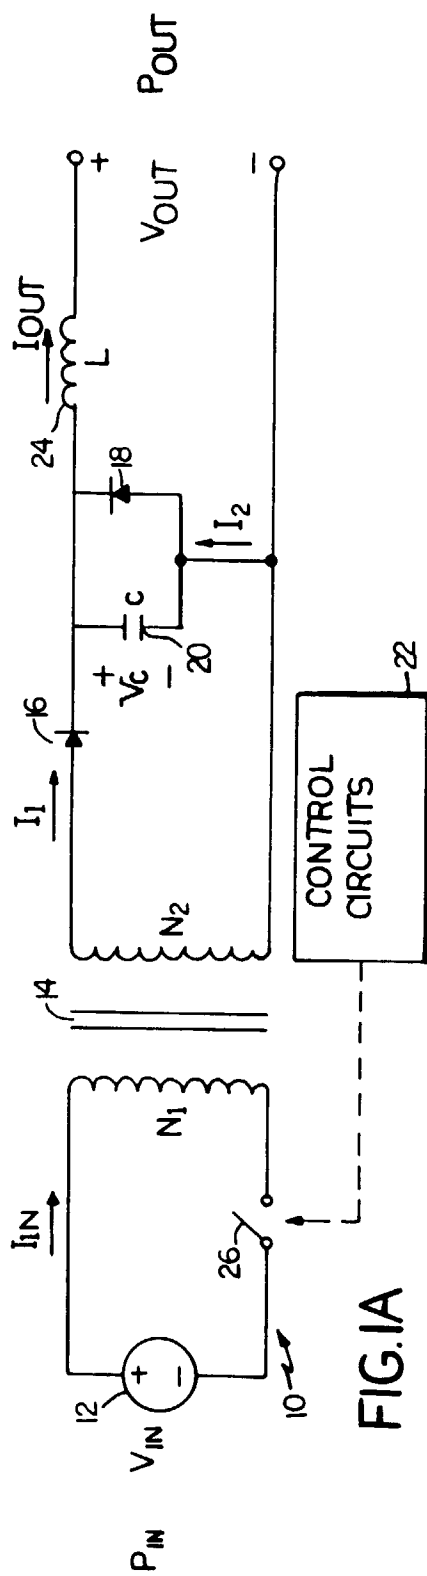 PIN
VIN
12
+
−
IIN
26
10
N1
14
N2
I1
16
+
VC
−
C
20
18
I2
24
IOUT
L
+
VOUT
−
POUT
CONTROL
CIRCUITS
22
FIG.1A